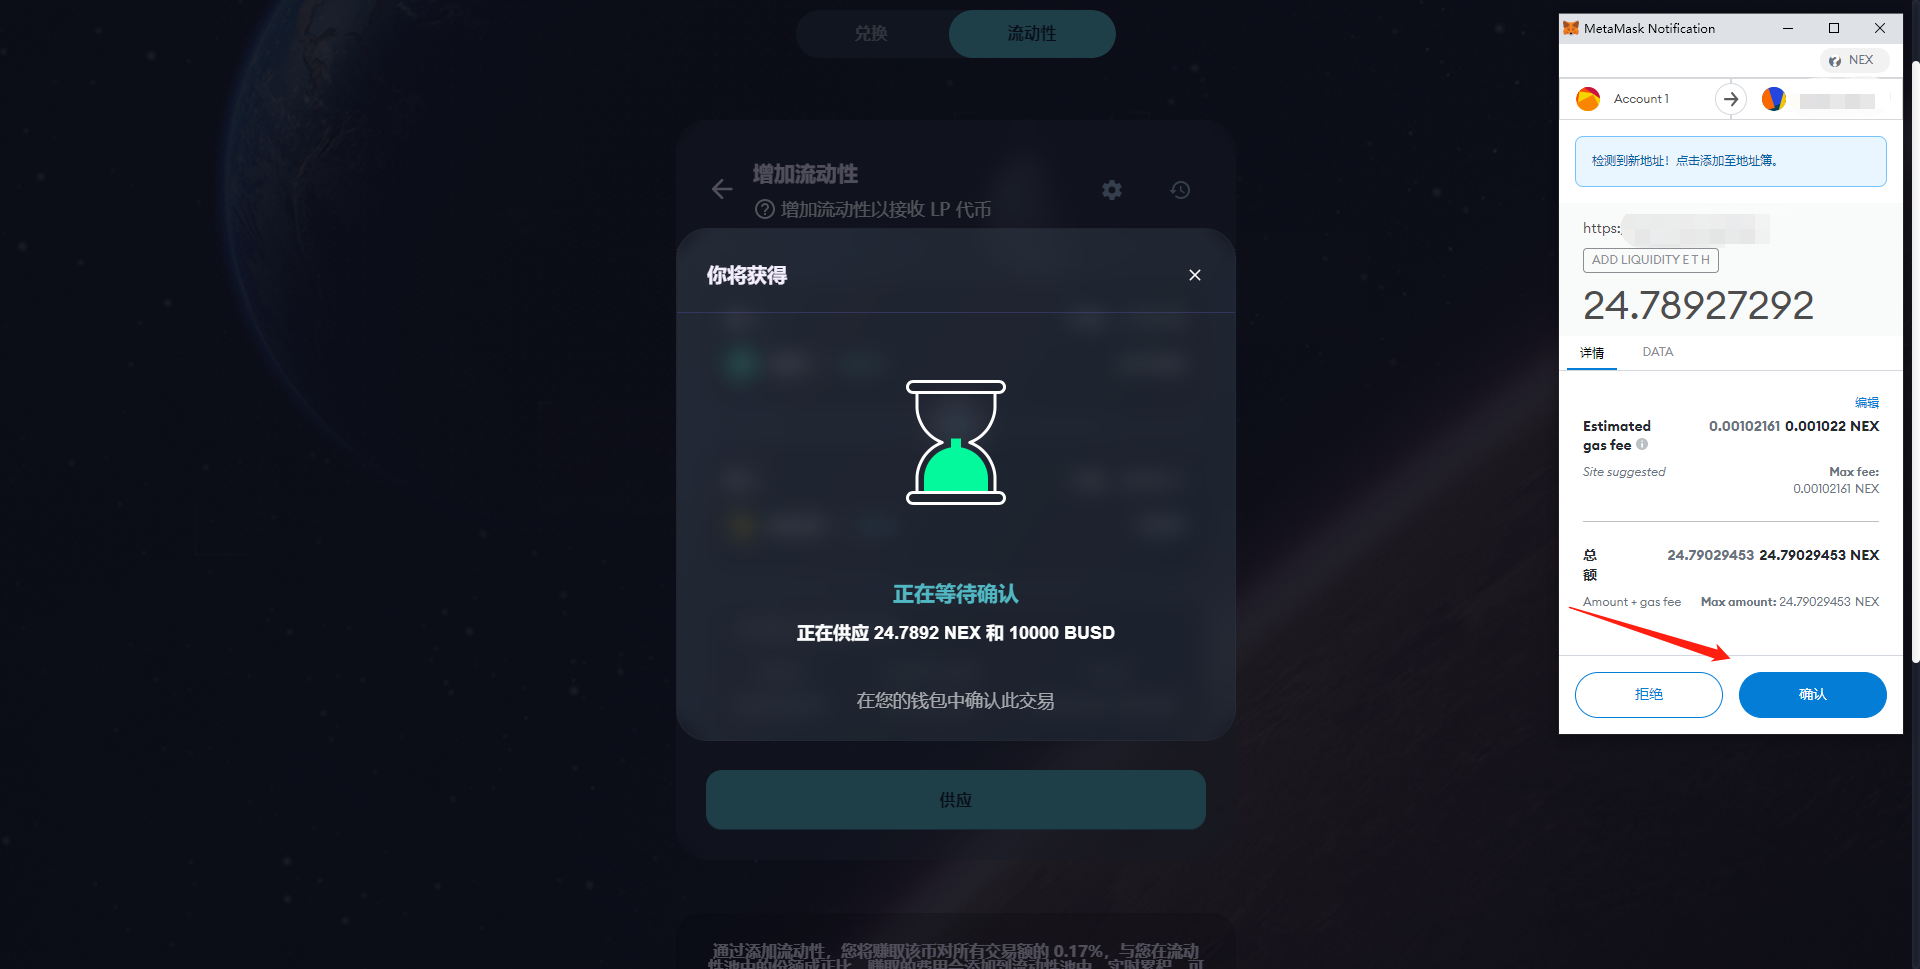 兑换
流动性
增加流动性
增加流动性以接收 LP 代币
你将获得
正在等待确认
正在供应 24.7892 NEX 和 10000 BUSD
在您的钱包中确认此交易
供应
通过添加流动性，您将赚取该币对所有交易额的 0.17%，与您在流动
性池中的份额成正比。赚取的费用会添加到流动性池中，实时累积，可
MetaMask Notification
NEX
Account 1
检测到新地址！点击添加至地址簿。
https:
ADD LIQUIDITY E T H
24.78927292
详情
DATA
编辑
Estimated
gas fee
0.00102161 0.001022 NEX
Site suggested
Max fee:
0.00102161 NEX
总
额
24.79029453 24.79029453 NEX
Amount + gas fee
Max amount: 24.79029453 NEX
拒绝
确认